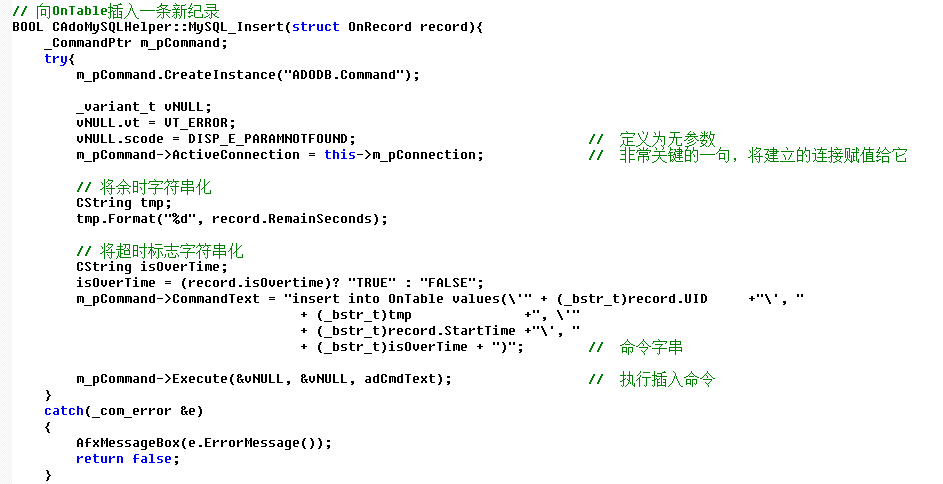 // 向OnTable插入一条新纪录
BOOL CAdoMySQLHelper::MySQL_Insert(struct OnRecord record){
    _CommandPtr m_pCommand;
    try{
        m_pCommand.CreateInstance("ADODB.Command");

        _variant_t vNULL;
        vNULL.vt = VT_ERROR;
        vNULL.scode = DISP_E_PARAMNOTFOUND;                             //  定义为无参数
        m_pCommand->ActiveConnection = this->m_pConnection;             //  非常关键的一句，将建立的连接赋值给它

        // 将余时字符串化
        CString tmp;
        tmp.Format("%d", record.RemainSeconds);

        // 将超时标志字符串化
        CString isOverTime;
        isOverTime = (record.isOvertime)? "TRUE" : "FALSE";
        m_pCommand->CommandText = "insert into OnTable values(\'" + (_bstr_t)record.UID     +"\', "
                                    + (_bstr_t)tmp              +", \'"
                                    + (_bstr_t)record.StartTime +"\', "
                                    + (_bstr_t)isOverTime + ")";        //  命令字串

        m_pCommand->Execute(&vNULL, &vNULL, adCmdText);                 //  执行插入命令
    }
    catch(_com_error &e)
    {
        AfxMessageBox(e.ErrorMessage());
        return false;
    }